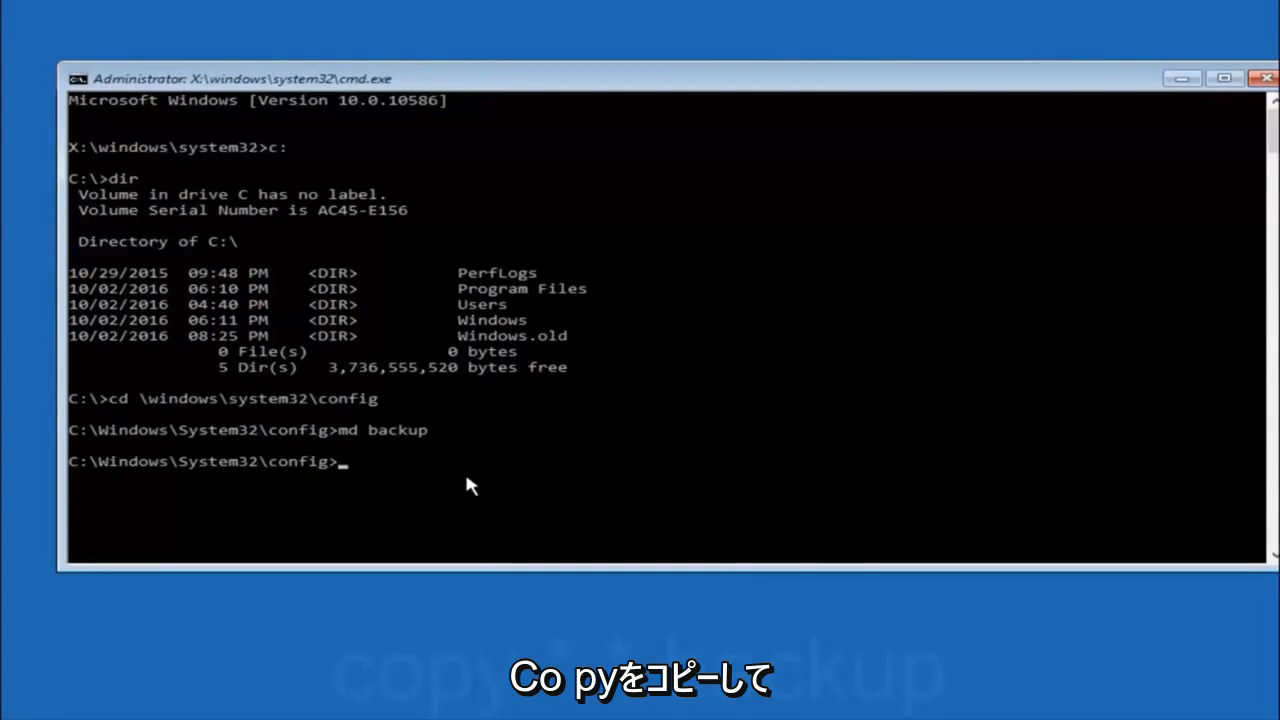 Administrator: X:\windows\system32\cmd.exe
Microsoft Windows [Version 10.0.10586]
X:\windows\system32>c:
C:\>dir
Volume in drive C has no label.
Volume Serial Number is AC45-E156
Directory of C:\
10/29/2015 09:48 PM <DIR> PerfLogs
10/02/2016 06:10 PM <DIR> Program Files
10/02/2016 04:40 PM <DIR> Users
10/02/2016 06:11 PM <DIR> Windows
10/02/2016 08:25 PM <DIR> Windows.old
0 File(s) 0 bytes
5 Dir(s) 3,736,555,520 bytes free
C:\>cd \windows\system32\config
C:\Windows\System32\config>md backup
C:\Windows\System32\config>_
Co pyをコピーして